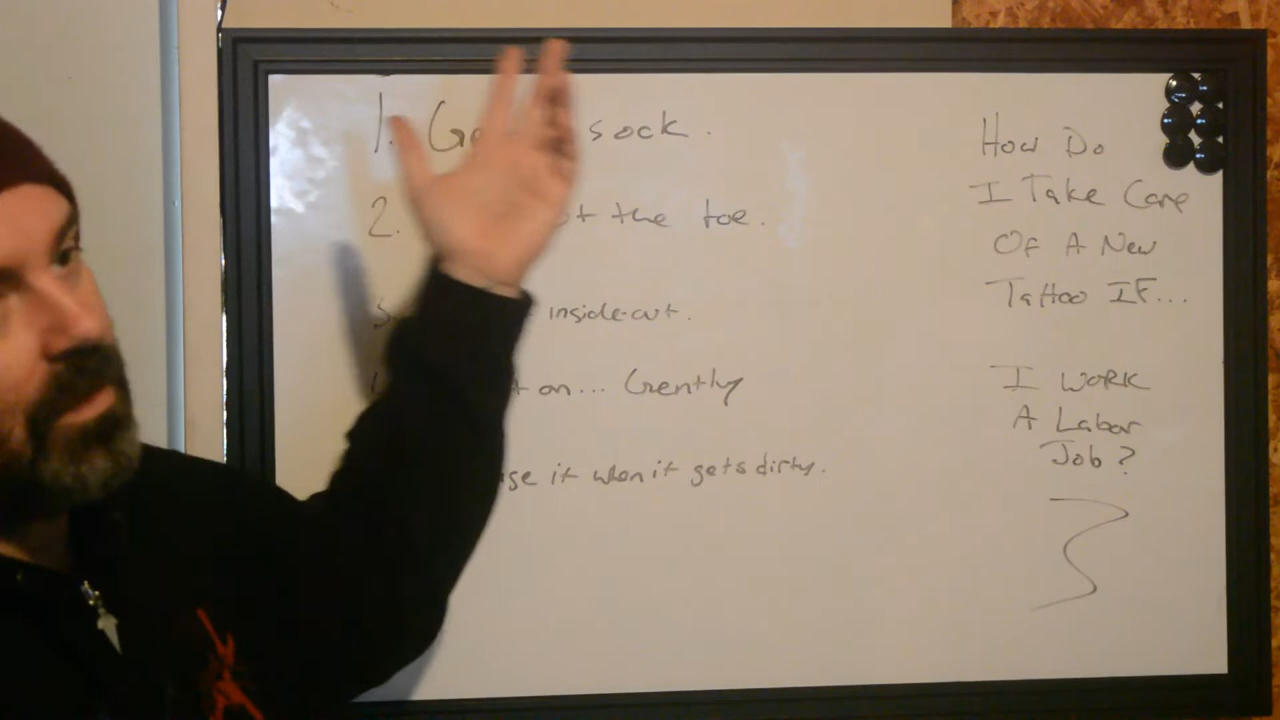 1. sock.
2. the toe.
inside-out.
on... Gently
it when it gets dirty.
How Do
I Take Care
Of A New
Tattoo IF...
I WORK
A Labor
Job?